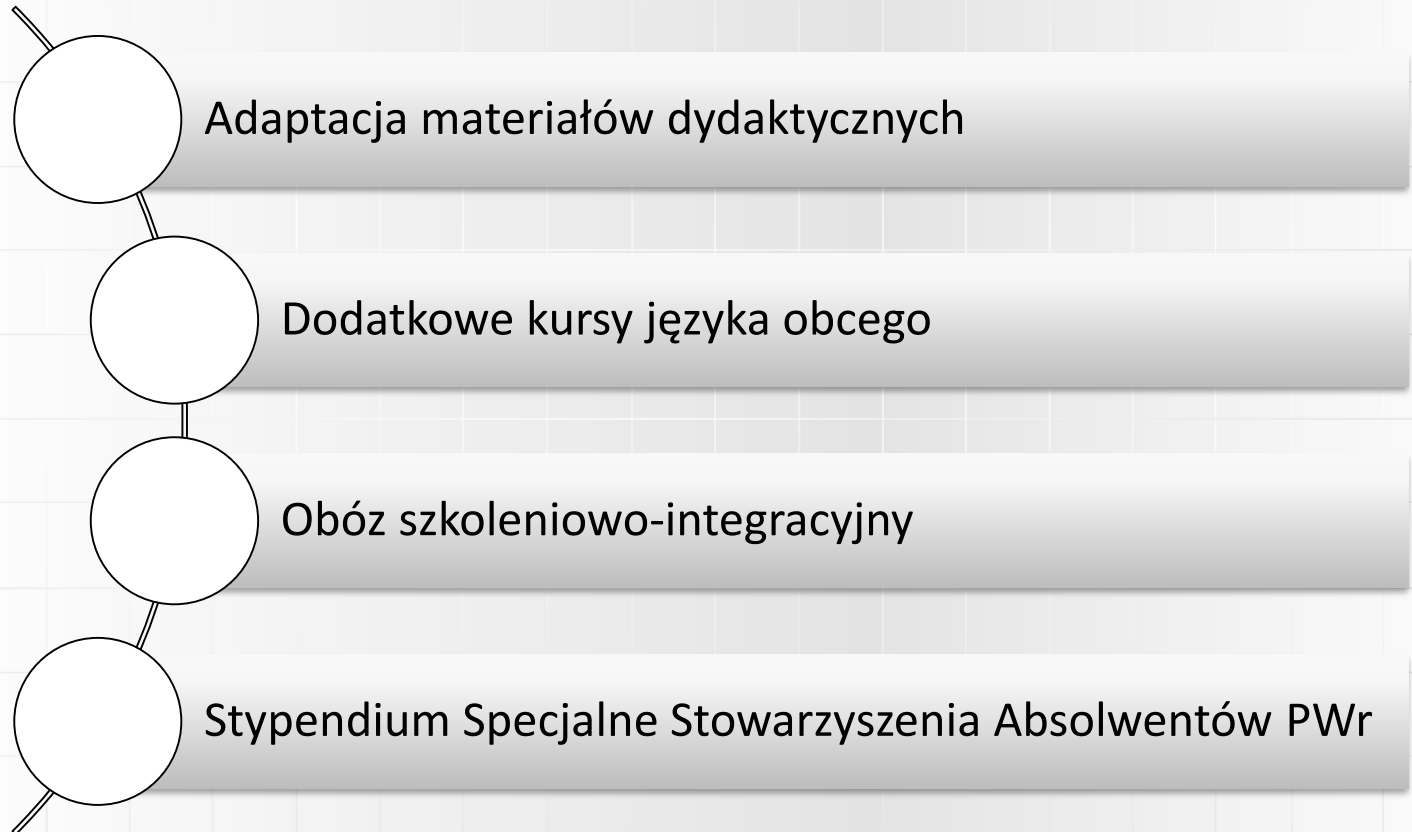 Adaptacja materiałów dydaktycznych
Dodatkowe kursy języka obcego
Obóz szkoleniowo-integracyjny
Stypendium Specjalne Stowarzyszenia Absolwentów PWr